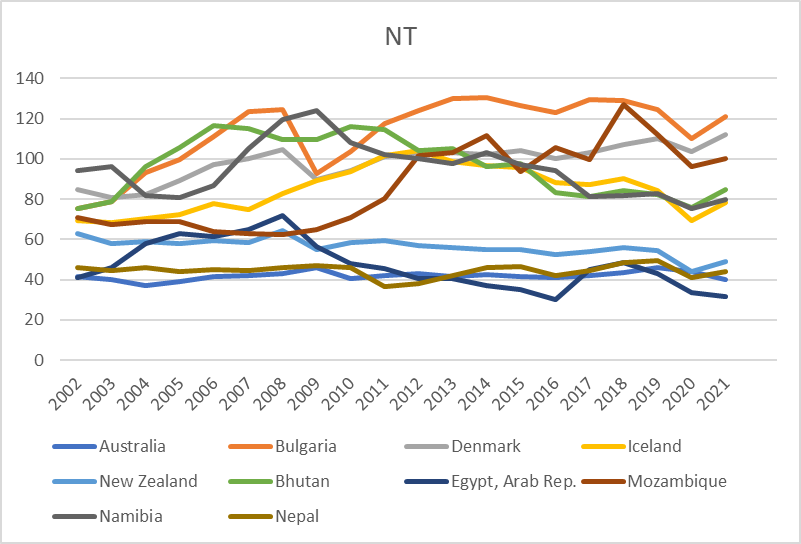 NT
140
120
100
80
60
40
20
0
2002 2003 2004 2005 2006 2007 2008 2009 2010 2011 2012 2013 2014 2015 2016 2017 2018 2019 2020 2021
Australia Bulgaria Denmark Iceland
New Zealand Bhutan Egypt, Arab Rep. Mozambique
Namibia Nepal